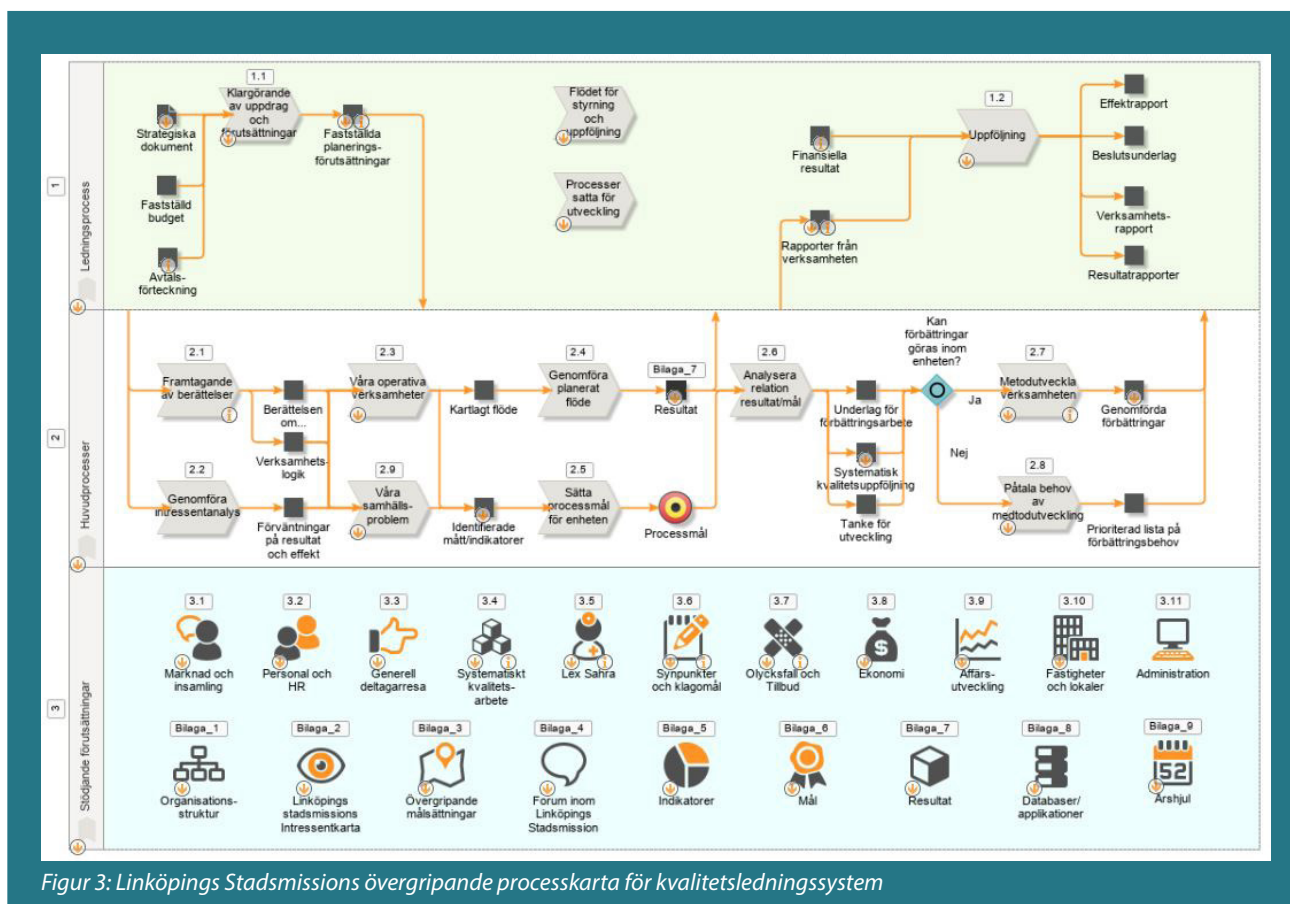 1
Ledningsprocess
1.1
Klargörande
av uppdrag
och
förutsättningar
Strategiska
dokument
Fastställd
budget
Avtals-
förteckning
Fastställda
planerings-
förutsättningar
Flödet för
styrning
och
uppföljning
Processer
satta för
utveckling
Finansiella
resultat
Rapporter från
verksamheten
1.2
Uppföljning
Effektrapport
Beslutsunderlag
Verksamhets-
rapport
Resultatrapporter
2
Huvudprocesser
2.1
Framtagande
av berättelser
Berättelsen
om...
Verksamhets-
logik
2.2
Genomföra
intressentanalys
Förväntningar
på resultat
och effekt
2.3
Våra operativa
verksamheter
2.9
Våra
samhälls-
problem
Kartlagt flöde
Identifierade
mått/indikatorer
2.4
Genomföra
planerat
flöde
2.5
Sätta
processmål
för enheten
Bilaga_7
Resultat
Processmål
2.6
Analysera
relation
resultat/mål
Underlag för
förbättringsarbete
Systematisk
kvalitetsuppföljning
Tanke för
utveckling
Kan
förbättringar
göras inom
enheten?
Ja
Nej
2.7
Metodutveckla
verksamheten
Genomförda
förbättringar
2.8
Påtala behov
av
medtodutveckling
Prioriterad lista på
förbättringsbehov
3
Stödjande förutsättningar
3.1
Marknad och
insamling
3.2
Personal och
HR
3.3
Generell
deltagarresa
3.4
Systematiskt
kvalitets-
arbete
3.5
Lex Sahra
3.6
Synpunkter
och klagomål
3.7
Olycksfall och
Tillbud
3.8
Ekonomi
3.9
Affärs-
utveckling
3.10
Fastigheter
och lokaler
3.11
Administration
Bilaga_1
Organisations-
struktur
Bilaga_2
Linköpings
stadsmissions
Intressentkarta
Bilaga_3
Övergripande
målsättningar
Bilaga_4
Forum inom
Linköpings
Stadsmission
Bilaga_5
Indikatorer
Bilaga_6
Mål
Bilaga_7
Resultat
Bilaga_8
Databaser/
applikationer
Bilaga_9
52
Årshjul
Figur 3: Linköpings Stadsmissions övergripande processkarta för kvalitetsledningssystem